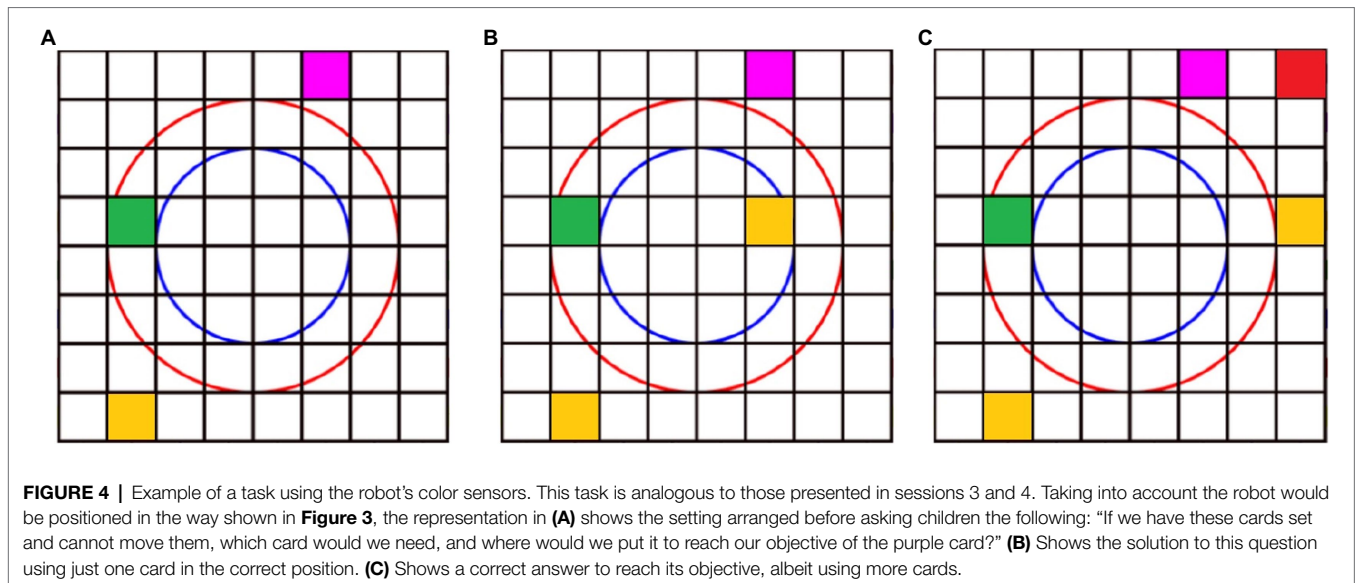 A
B
C
FIGURE 4 | Example of a task using the robot's color sensors. This task is analogous to those presented in sessions 3 and 4. Taking into account the robot would
be positioned in the way shown in Figure 3, the representation in (A) shows the setting arranged before asking children the following: “If we have these cards set
and cannot move them, which card would we need, and where would we put it to reach our objective of the purple card?” (B) Shows the solution to this question
using just one card in the correct position. (C) Shows a correct answer to reach its objective, albeit using more cards.